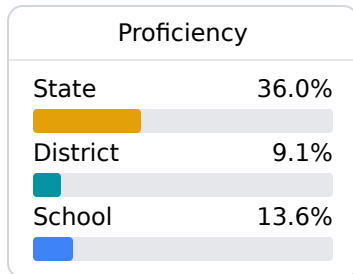 Proficiency
State 36.0%
District 9.1%
School 13.6%